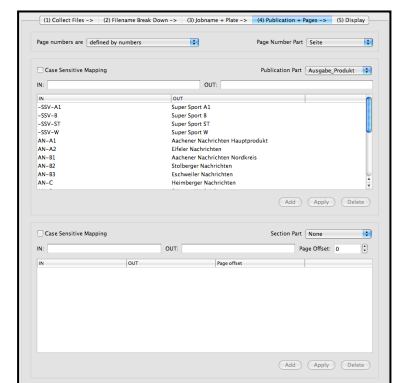 (1) Collect Files -> (2) Filename Break Down -> (3) Jobname + Plate -> (4) Publication + Pages -> (5) Display
Page numbers are defined by numbers Page Number Part Seite
Case Sensitive Mapping Publication Part Ausgabe_Produkt
IN: OUT:
IN OUT
-SSV-A1 Super Sport A1
-SSV-B Super Sport B
-SSV-ST Super Sport ST
-SSV-W Super Sport W
AN-A1 Aachener Nachrichten Hauptprodukt
AN-A2 Eifeler Nachrichten
AN-B1 Aachener Nachrichten Nordkreis
AN-B2 Stolberger Nachrichten
AN-B3 Eschweiler Nachrichten
AN-C Heimberger Nachrichten
Add Apply Delete
Case Sensitive Mapping Section Part None
IN: OUT: Page Offset: 0
IN OUT Page offset
Add Apply Delete